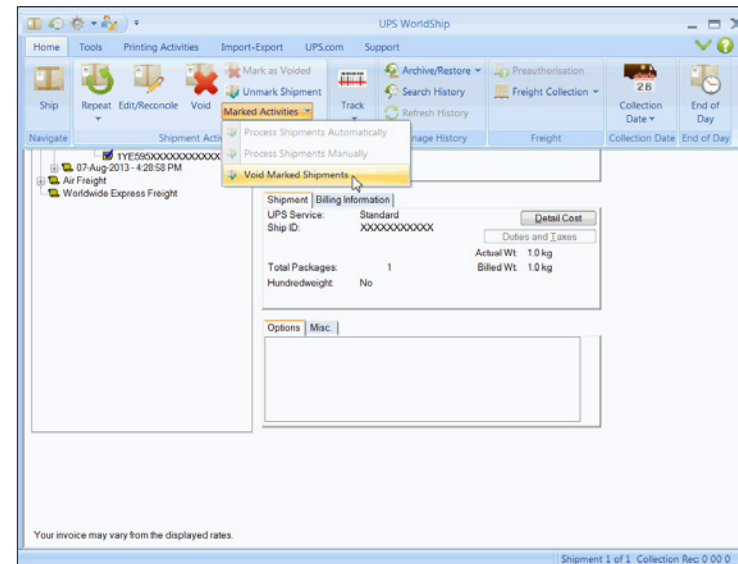 UPS WorldShip
Home Tools Printing Activities Import-Export UPS.com Support
Ship
Repeat
Edit/Reconcile
Void
Mark as Voided
Unmark Shipment
Marked Activities
Track
Archive/Restore
Search History
Refresh History
Preauthorisation
Freight Collection
28
Collection
Date
End of
Day
Navigate Shipment Activ nage History Freight Collection Date End of Day
Process Shipments Automatically
Process Shipments Manually
Void Marked Shipments
1YE595XXXXXXXXXXXX
07-Aug-2013 - 4:28:58 PM
Air Freight
Worldwide Express Freight
Shipment Billing Information
UPS Service: Standard
Detail Cost
Ship ID: XXXXXXXXXXX
Duties and Taxes
Actual Wt: 1.0 kg
Total Packages: 1 Billed Wt: 1.0 kg
Hundredweight: No
Options Misc.
Your invoice may vary from the displayed rates.
Shipment 1 of 1 Collection Rec: 0 00 0